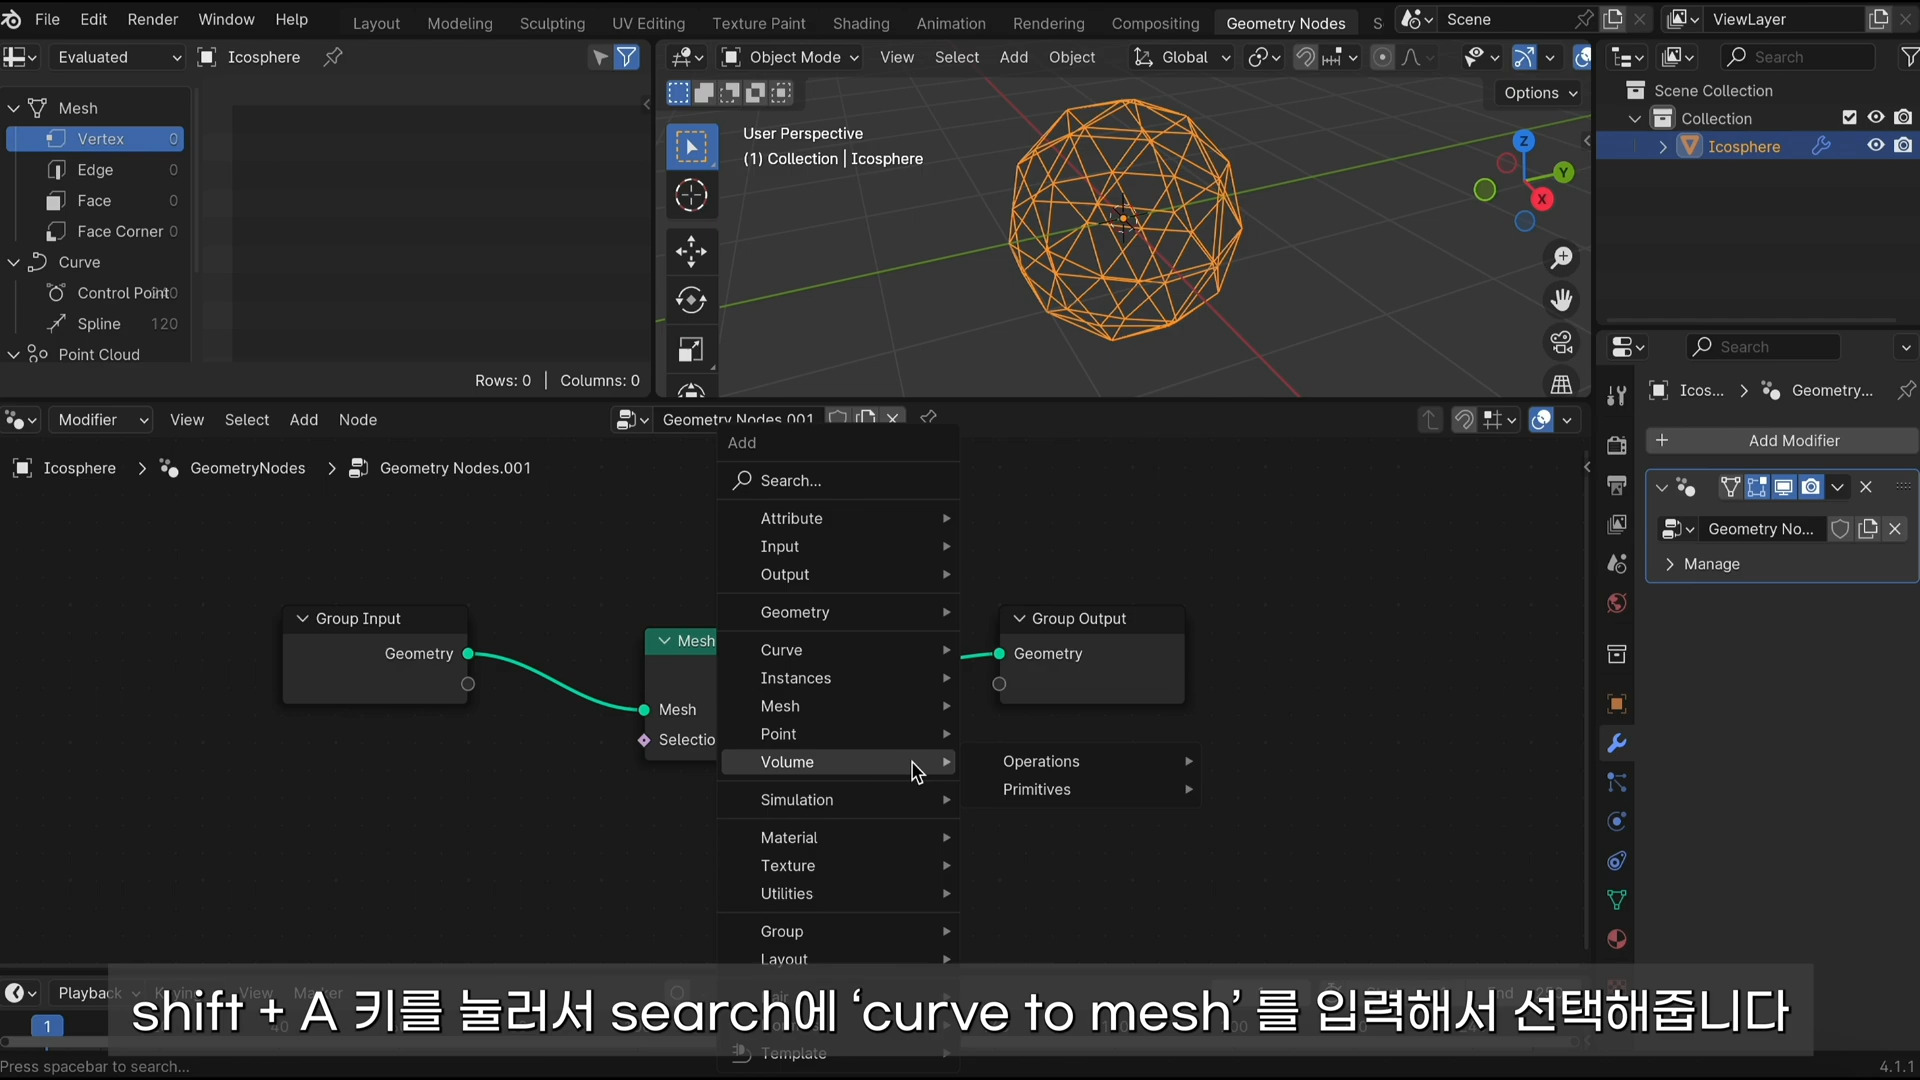 File Edit Render Window Help Layout Modeling Sculpting UV Editing Texture Paint Shading Animation Rendering Compositing Geometry Nodes S Scene ViewLayer
Evaluated Icosphere
Object Mode View Select Add Object Global
Search
Mesh
Vertex 0
Edge 0
Face 0
Face Corner 0
Curve
Control Point
Spline 120
Point Cloud
Rows: 0 Columns: 0
Options
User Perspective
(1) Collection | Icosphere
Z
Y
X
Scene Collection
Collection
Icosphere
Search
Icos... Geometry...
Add Modifier
Geometry No...
Manage
Modifier View Select Add Node Geometry Nodes.001
Icosphere GeometryNodes Geometry Nodes.001
Group Input
Geometry
Mesh
Mesh
Selectio
Add
Search...
Attribute
Input
Output
Geometry
Curve
Instances
Mesh
Point
Volume
Simulation
Material
Texture
Utilities
Group
Layout
Template
Operations
Primitives
Group Output
Geometry
Playback View Marker End
1
shift + A 키를 눌러서 search에 ‘curve to mesh’ 를 입력해서 선택해줍니다
Press spacebar to search...
4.1.1